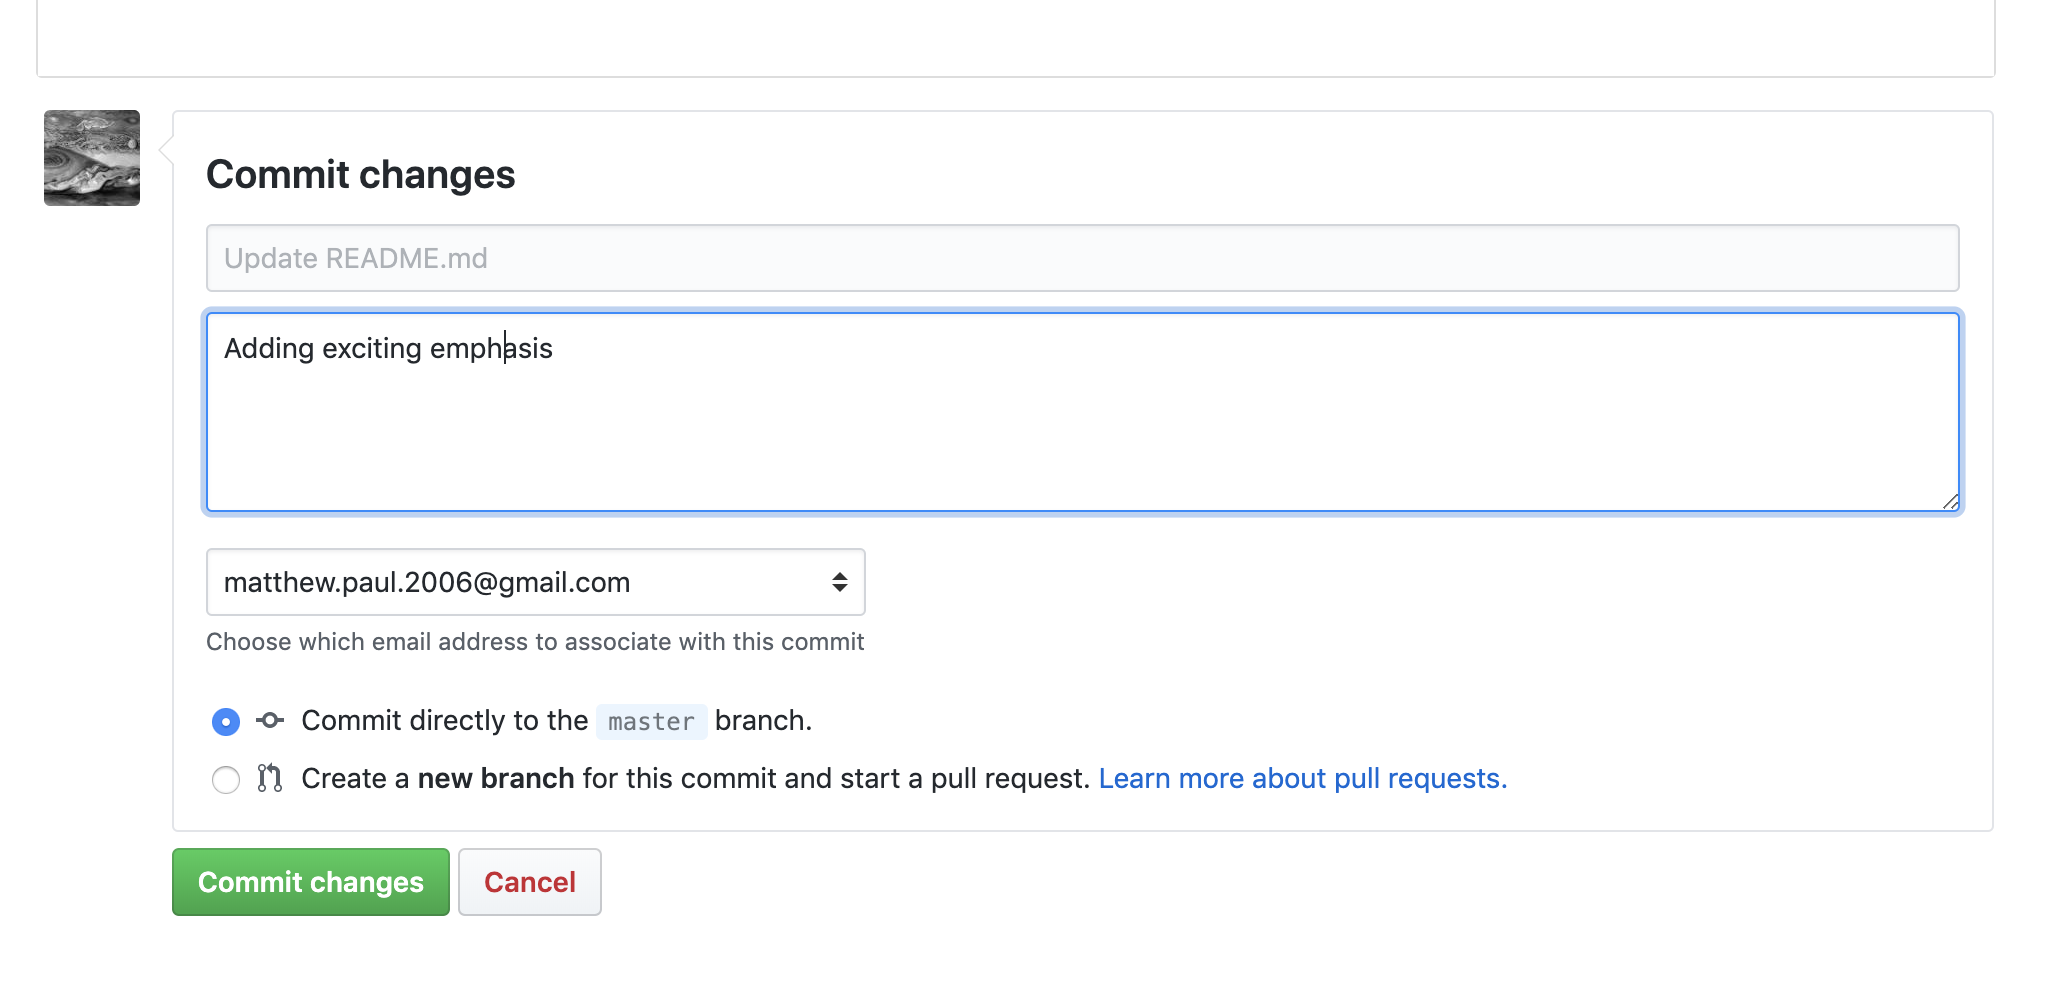 Commit changes
Update README.md
Adding exciting emphasis
matthew.paul.2006@gmail.com
Choose which email address to associate with this commit
Commit directly to the master branch.
Create a new branch for this commit and start a pull request. Learn more about pull requests.
Commit changes Cancel